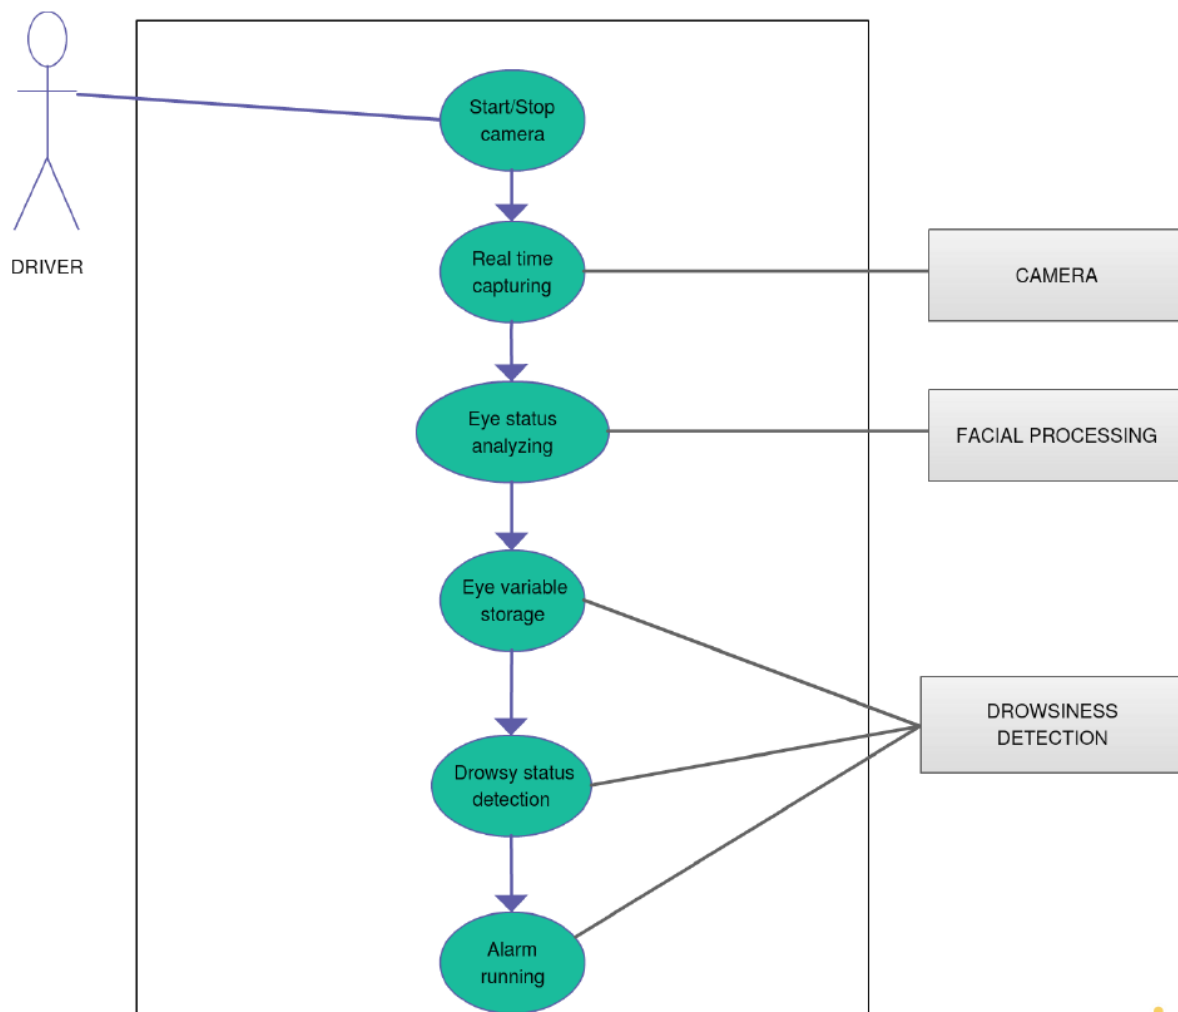 DRIVER
Start/Stop
camera
Real time
capturing
CAMERA
Eye status
analyzing
FACIAL PROCESSING
Eye variable
storage
DROWSINESS
DETECTION
Drowsy status
detection
Alarm
running